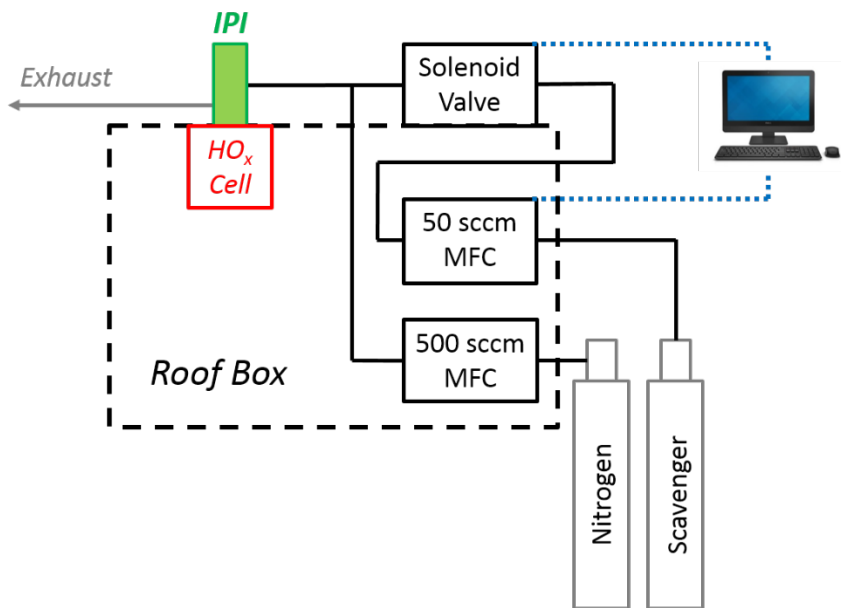 IPI
Exhaust
Solenoid
Valve
HOₓ
Cell
50 sccm
MFC
500 sccm
MFC
Roof Box
Nitrogen
Scavenger